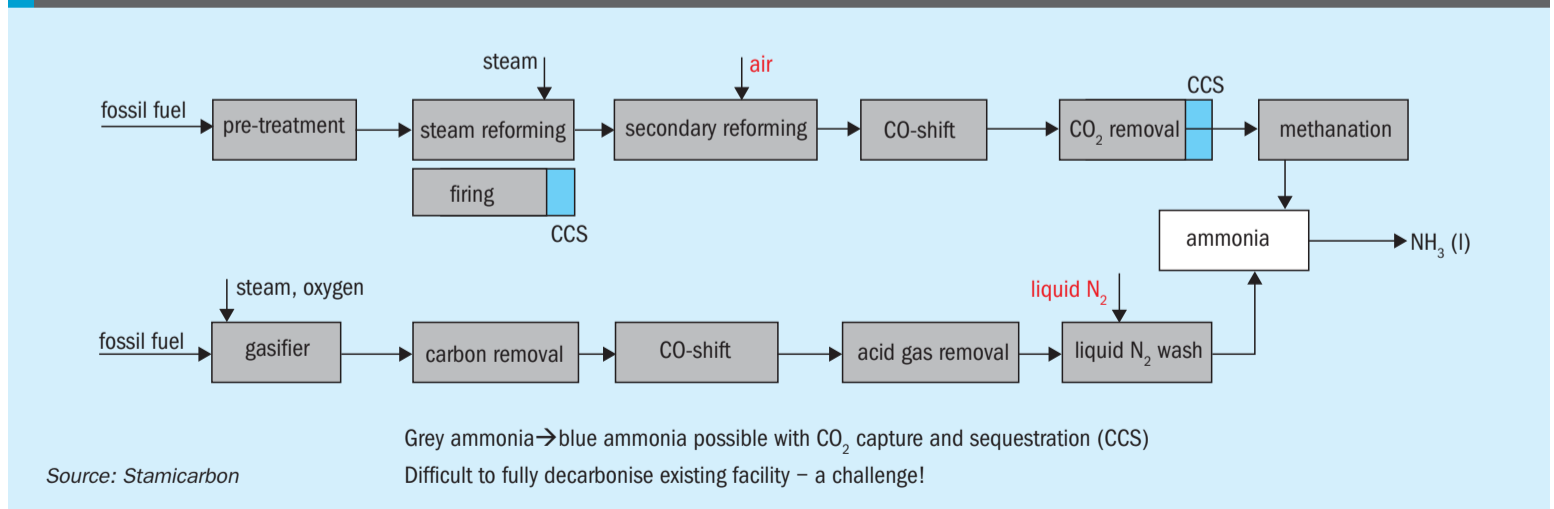 steam
air
CCS
fossil fuel
pre-treatment
steam reforming
secondary reforming
CO-shift
CO₂ removal
methanation
firing
CCS
ammonia
NH₃ (l)
steam, oxygen
liquid N₂
fossil fuel
gasifier
carbon removal
CO-shift
acid gas removal
liquid N₂ wash
Grey ammonia→blue ammonia possible with CO₂ capture and sequestration (CCS)
Source: Stamicarbon
Difficult to fully decarbonise existing facility – a challenge!